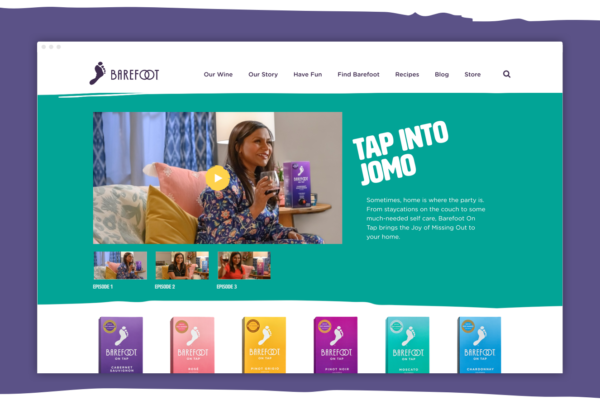 BAREFOOT
Our Wine
Our Story
Have Fun
Find Barefoot
Recipes
Blog
Store
TAP INTO
JOMO
Sometimes, home is where the party is.
From staycations on the couch to some
much-needed self care, Barefoot On
Tap brings the Joy of Missing Out to
your home.
BAREFOOT
EPISODE 1
EPISODE 2
EPISODE 3
BAREFOOT
ON TAP
CABERNET
SAUVIGNON
BAREFOOT
ON TAP
ROSÉ
BAREFOOT
ON TAP
PINOT GRIGIO
BAREFOOT
ON TAP
PINOT NOIR
BAREFOOT
ON TAP
MOSCATO
BAREFOOT
ON TAP
CHARDONNAY